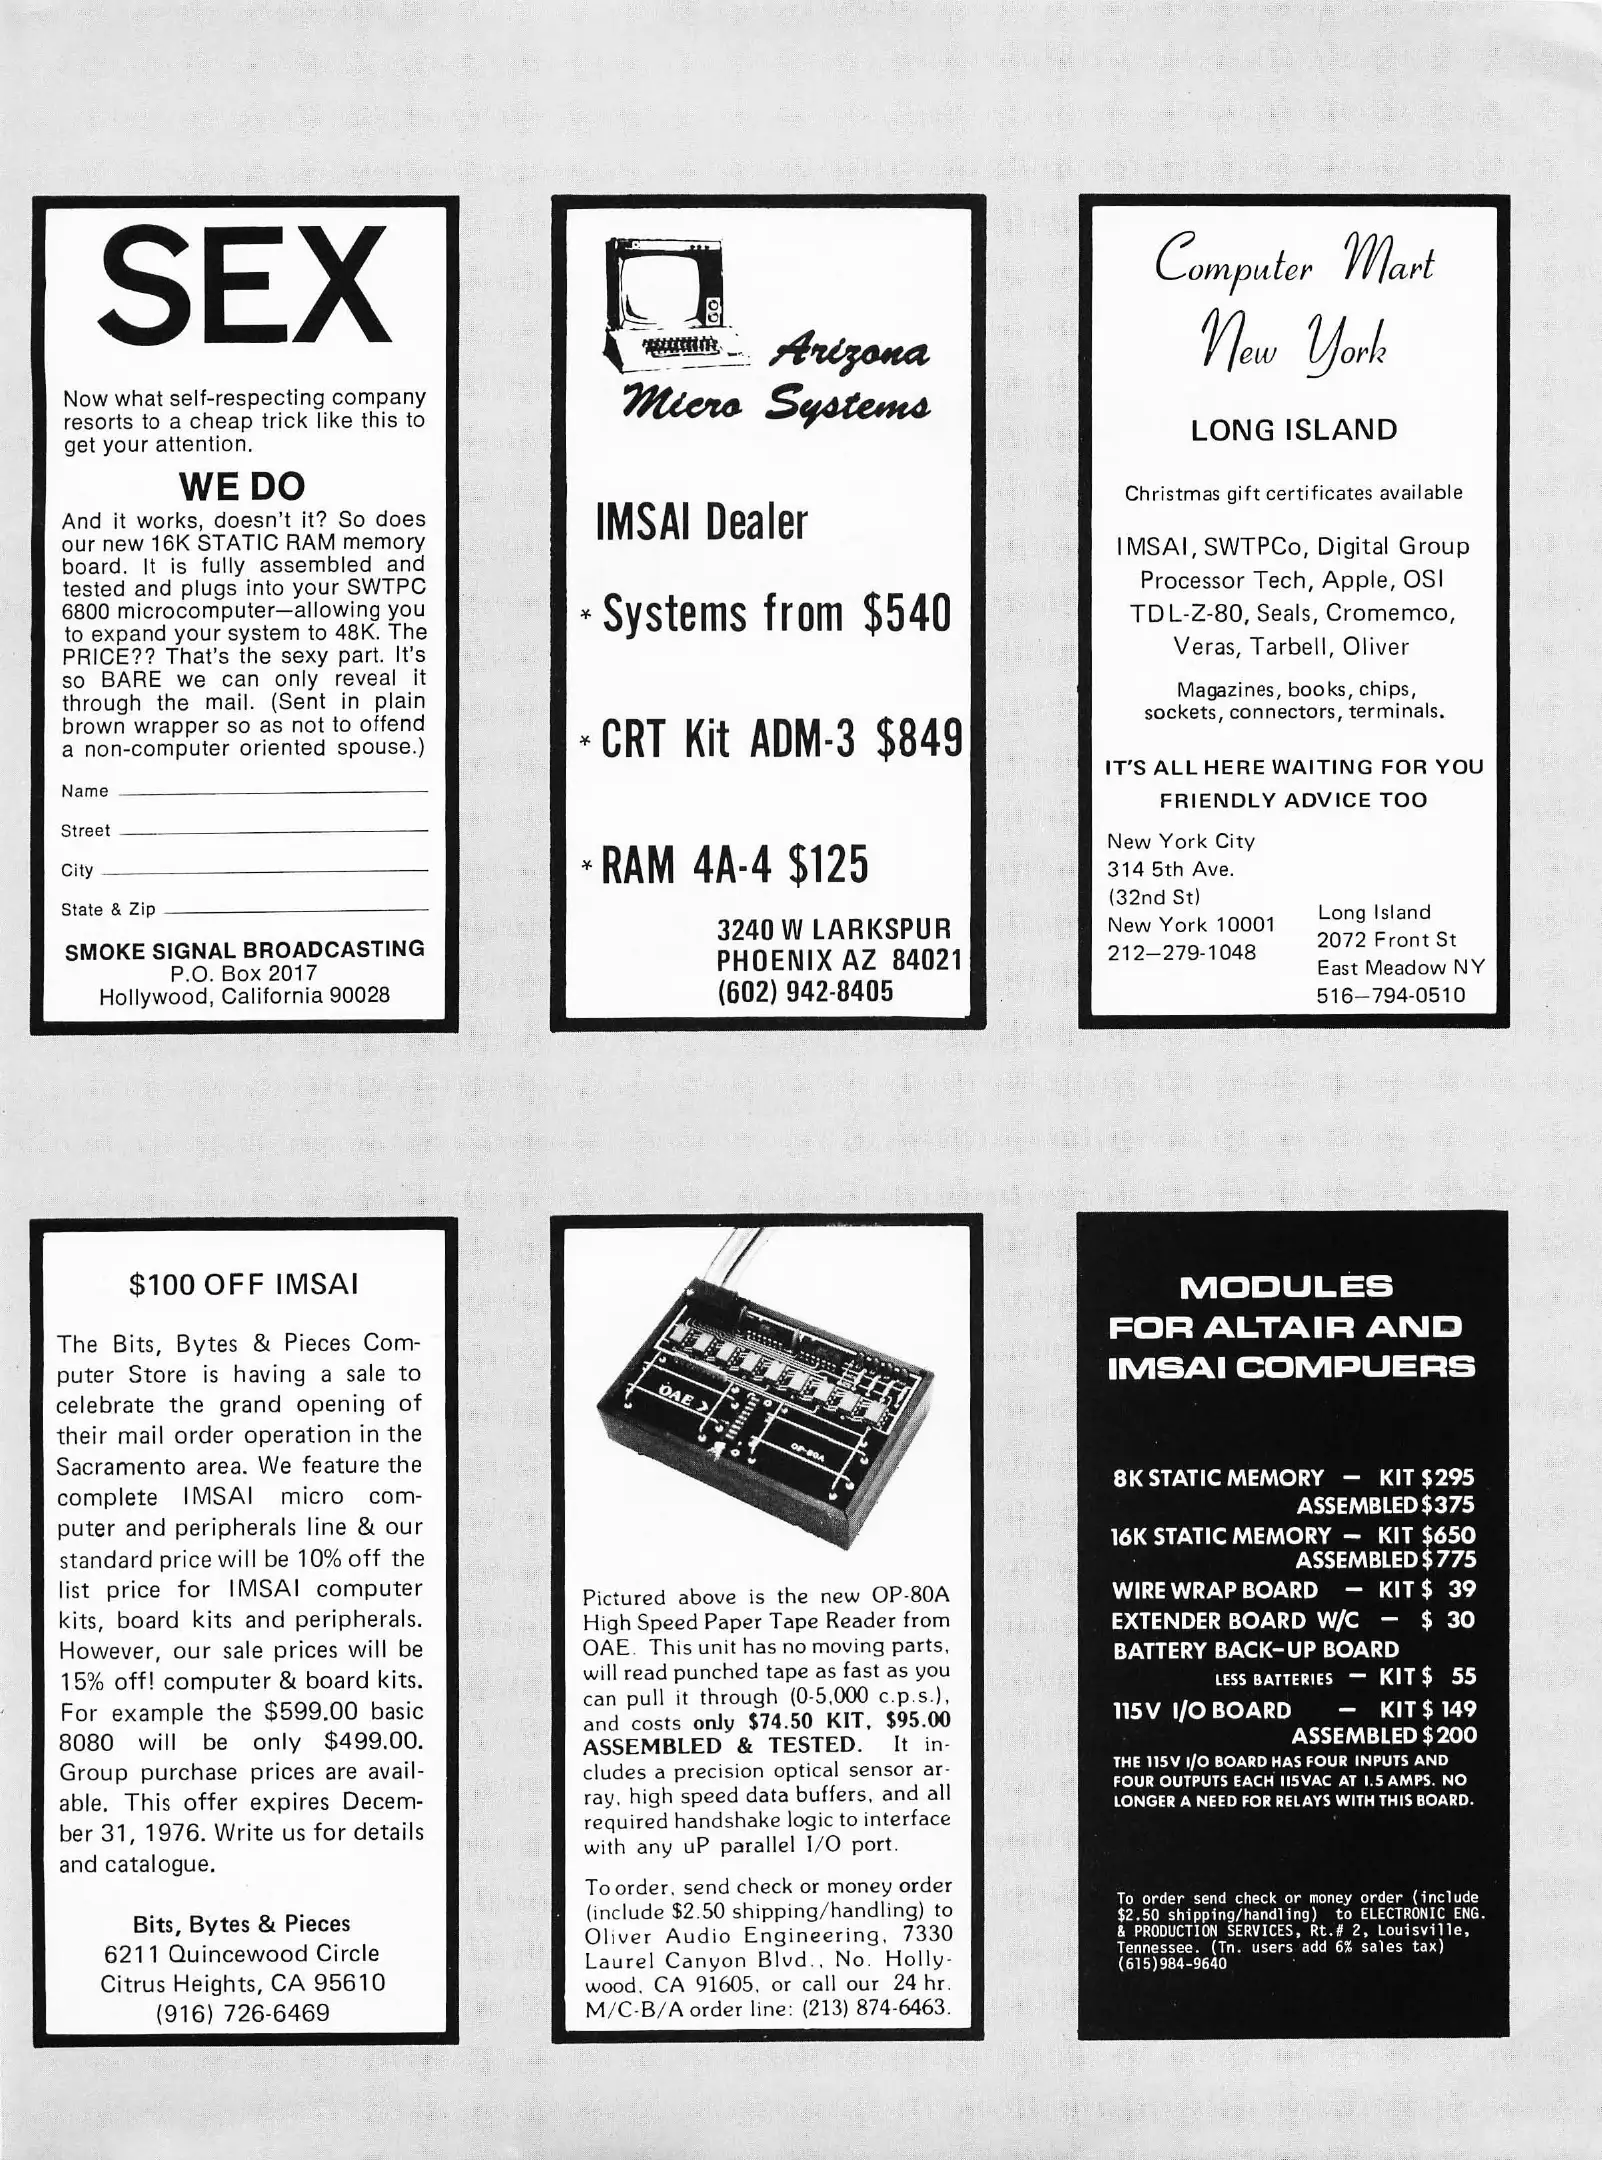 SEX
Now what self-respecting company
resorts to a cheap trick like this to
get your attention.
WE DO
And it works, doesn't it? So does
our new 16K STATIC RAM memory
board. It is fully assembled and
tested and plugs into your SWTPC
6800 microcomputer—allowing you
to expand your system to 48K. The
PRICE?? That's the sexy part. It's
so BARE we can only reveal it
through the mail. (Sent in plain
brown wrapper so as not to offend
a non-computer oriented spouse.)
Name
Street
City
State & Zip
SMOKE SIGNAL BROADCASTING
P.O. Box 2017
Hollywood, California 90028
Arizona
Micro Systems
IMSAI Dealer
* Systems from $540
* CRT Kit ADM-3 $849
* RAM 4A-4 $125
3240 W LARKSPUR
PHOENIX AZ 84021
(602) 942-8405
Computer Mart
New York
LONG ISLAND
Christmas gift certificates available
IMSAI, SWTPCo, Digital Group
Processor Tech, Apple, OSI
TDL-Z-80, Seals, Cromemco,
Veras, Tarbell, Oliver
Magazines, books, chips,
sockets, connectors, terminals.
IT'S ALL HERE WAITING FOR YOU
FRIENDLY ADVICE TOO
New York City
314 5th Ave.
(32nd St)
New York 10001
212—279-1048
Long Island
2072 Front St
East Meadow NY
516—794-0510
$100 OFF IMSAI
The Bits, Bytes & Pieces Com-
puter Store is having a sale to
celebrate the grand opening of
their mail order operation in the
Sacramento area. We feature the
complete IMSAI micro com-
puter and peripherals line & our
standard price will be 10% off the
list price for IMSAI computer
kits, board kits and peripherals.
However, our sale prices will be
15% off! computer & board kits.
For example the $599.00 basic
8080 will be only $499.00.
Group purchase prices are avail-
able. This offer expires Decem-
ber 31, 1976. Write us for details
and catalogue.
Bits, Bytes & Pieces
6211 Quincewood Circle
Citrus Heights, CA 95610
(916) 726-6469
OAE >
OP-80A
Pictured above is the new OP-80A
High Speed Paper Tape Reader from
OAE. This unit has no moving parts,
will read punched tape as fast as you
can pull it through (0-5,000 c.p.s.),
and costs only $74.50 KIT, $95.00
ASSEMBLED & TESTED. It in-
cludes a precision optical sensor ar-
ray, high speed data buffers, and all
required handshake logic to interface
with any uP parallel I/O port.
To order, send check or money order
(include $2.50 shipping/handling) to
Oliver Audio Engineering, 7330
Laurel Canyon Blvd., No. Holly-
wood, CA 91605, or call our 24 hr.
M/C-B/A order line: (213) 874-6463.
MODULES
FOR ALTAIR AND
IMSAI COMPUERS
8K STATIC MEMORY — KIT $295
ASSEMBLED $375
16K STATIC MEMORY — KIT $650
ASSEMBLED $775
WIRE WRAP BOARD — KIT $ 39
EXTENDER BOARD W/C — $ 30
BATTERY BACK-UP BOARD
LESS BATTERIES — KIT $ 55
115V I/O BOARD — KIT $ 149
ASSEMBLED $200
THE 115V I/O BOARD HAS FOUR INPUTS AND
FOUR OUTPUTS EACH 115VAC AT 1.5 AMPS. NO
LONGER A NEED FOR RELAYS WITH THIS BOARD.
To order send check or money order (include
$2.50 shipping/handling) to ELECTRONIC ENG.
& PRODUCTION SERVICES, Rt.# 2, Louisville,
Tennessee. (Tn. users add 6% sales tax)
(615)984-9640